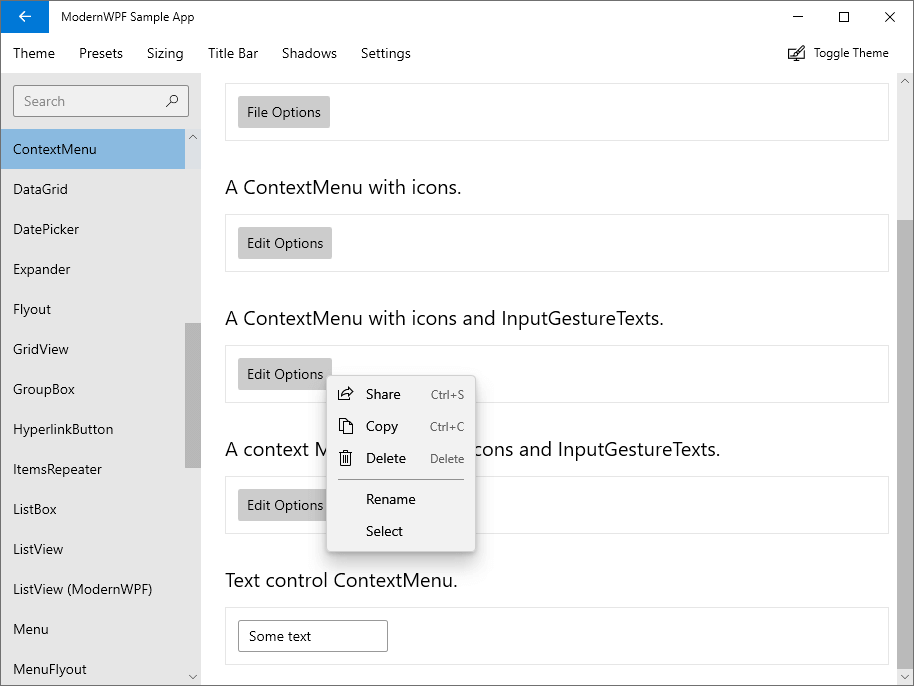 ModernWPF Sample App
Theme Presets Sizing Title Bar Shadows Settings Toggle Theme
Search
ContextMenu
DataGrid
DatePicker
Expander
Flyout
GridView
GroupBox
HyperlinkButton
ItemsRepeater
ListBox
ListView
ListView (ModernWPF)
Menu
MenuFlyout
File Options
A ContextMenu with icons.
Edit Options
A ContextMenu with icons and InputGestureTexts.
Edit Options
Share Ctrl+S
Copy Ctrl+C
Delete Delete
Rename
Select
A context and InputGestureTexts.
Edit Options
Text control ContextMenu.
Some text